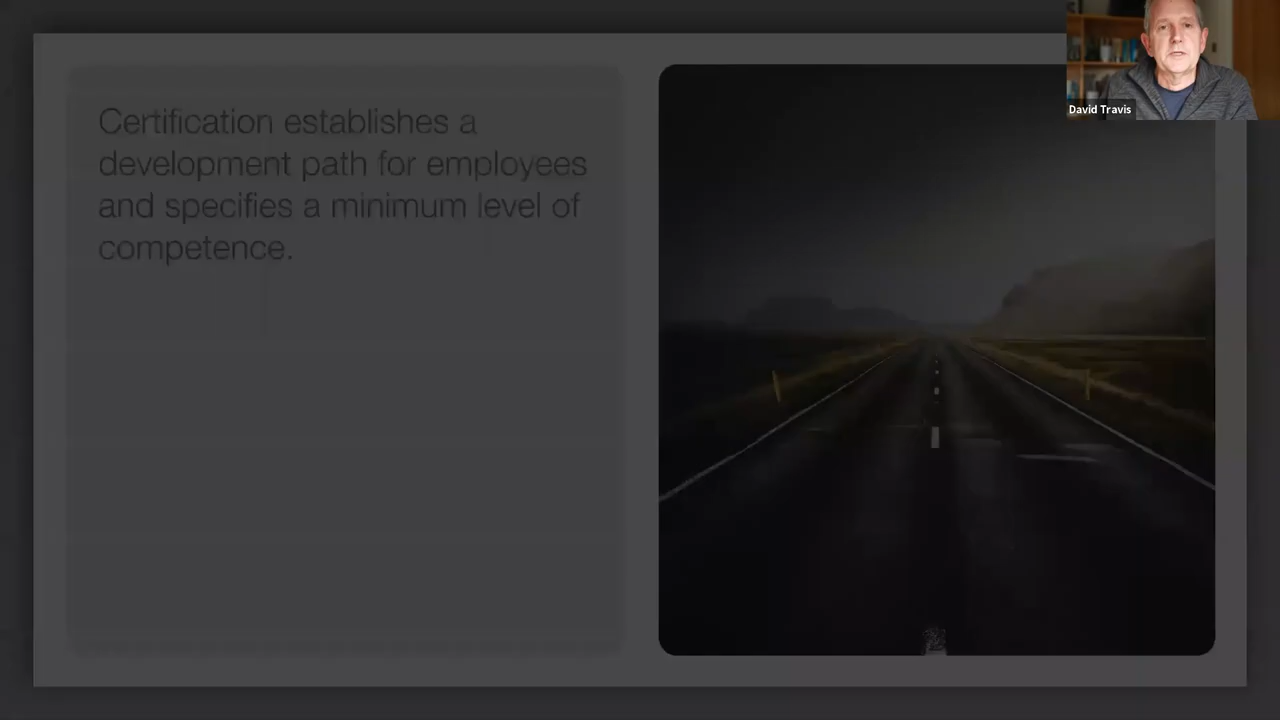 Certification establishes a
development path for employees
and specifies a minimum level of
competence.
David Travis